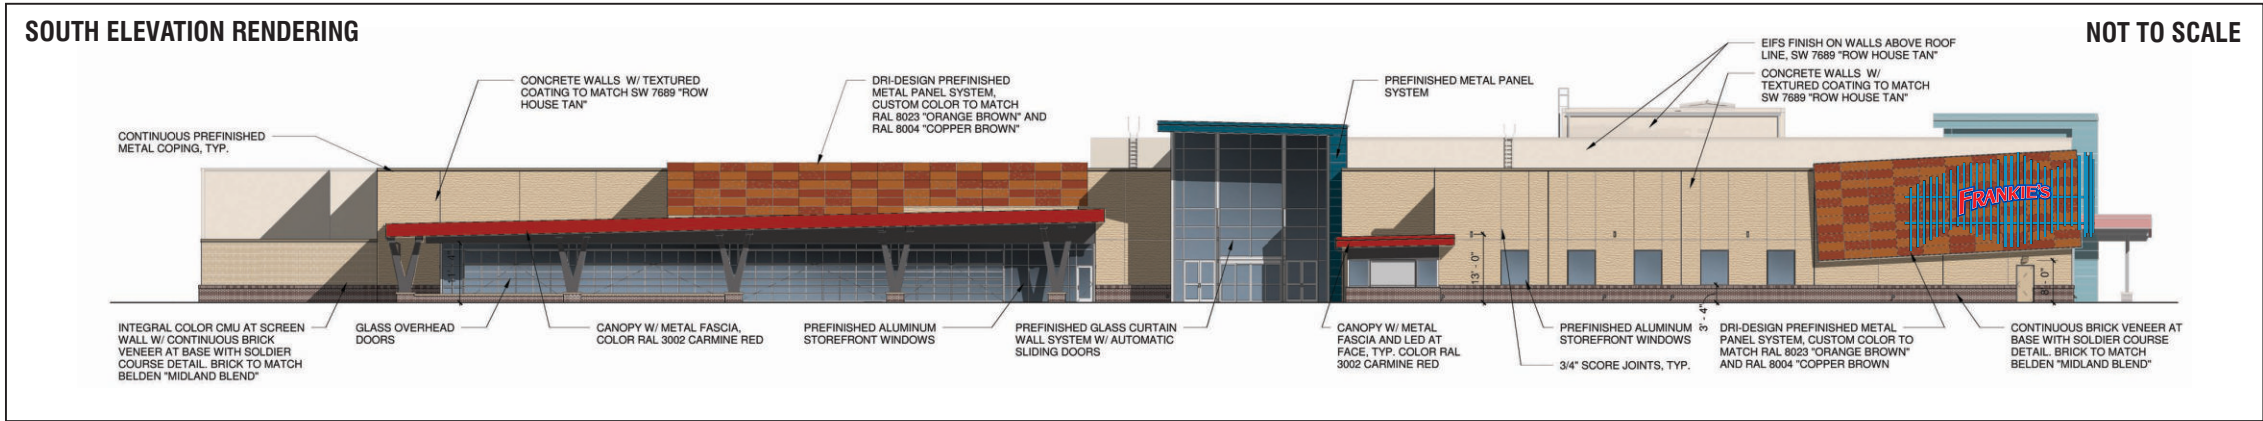 SOUTH ELEVATION RENDERING
NOT TO SCALE
CONCRETE WALLS W/ TEXTURED
COATING TO MATCH SW 7689 "ROW
HOUSE TAN"
DRI-DESIGN PREFINISHED
METAL PANEL SYSTEM,
CUSTOM COLOR TO MATCH
RAL 8023 "ORANGE BROWN" AND
RAL 8004 "COPPER BROWN"
PREFINISHED METAL PANEL
SYSTEM
EIFS FINISH ON WALLS ABOVE ROOF
LINE, SW 7689 "ROW HOUSE TAN"
CONCRETE WALLS W/
TEXTURED COATING TO MATCH
SW 7689 "ROW HOUSE TAN"
CONTINUOUS PREFINISHED
METAL COPING, TYP.
FRANKIE'S
13' - 0"
8' - 0"
3' - 4"
INTEGRAL COLOR CMU AT SCREEN
WALL W/ CONTINUOUS BRICK
VENEER AT BASE WITH SOLDIER
COURSE DETAIL. BRICK TO MATCH
BELDEN "MIDLAND BLEND"
GLASS OVERHEAD
DOORS
CANOPY W/ METAL FASCIA,
COLOR RAL 3002 CARMINE RED
PREFINISHED ALUMINUM
STOREFRONT WINDOWS
PREFINISHED GLASS CURTAIN
WALL SYSTEM W/ AUTOMATIC
SLIDING DOORS
CANOPY W/ METAL
FASCIA AND LED AT
FACE, TYP. COLOR RAL
3002 CARMINE RED
PREFINISHED ALUMINUM
STOREFRONT WINDOWS
3/4" SCORE JOINTS, TYP.
DRI-DESIGN PREFINISHED METAL
PANEL SYSTEM, CUSTOM COLOR TO
MATCH RAL 8023 "ORANGE BROWN"
AND RAL 8004 "COPPER BROWN
CONTINUOUS BRICK VENEER AT
BASE WITH SOLDIER COURSE
DETAIL. BRICK TO MATCH
BELDEN "MIDLAND BLEND"